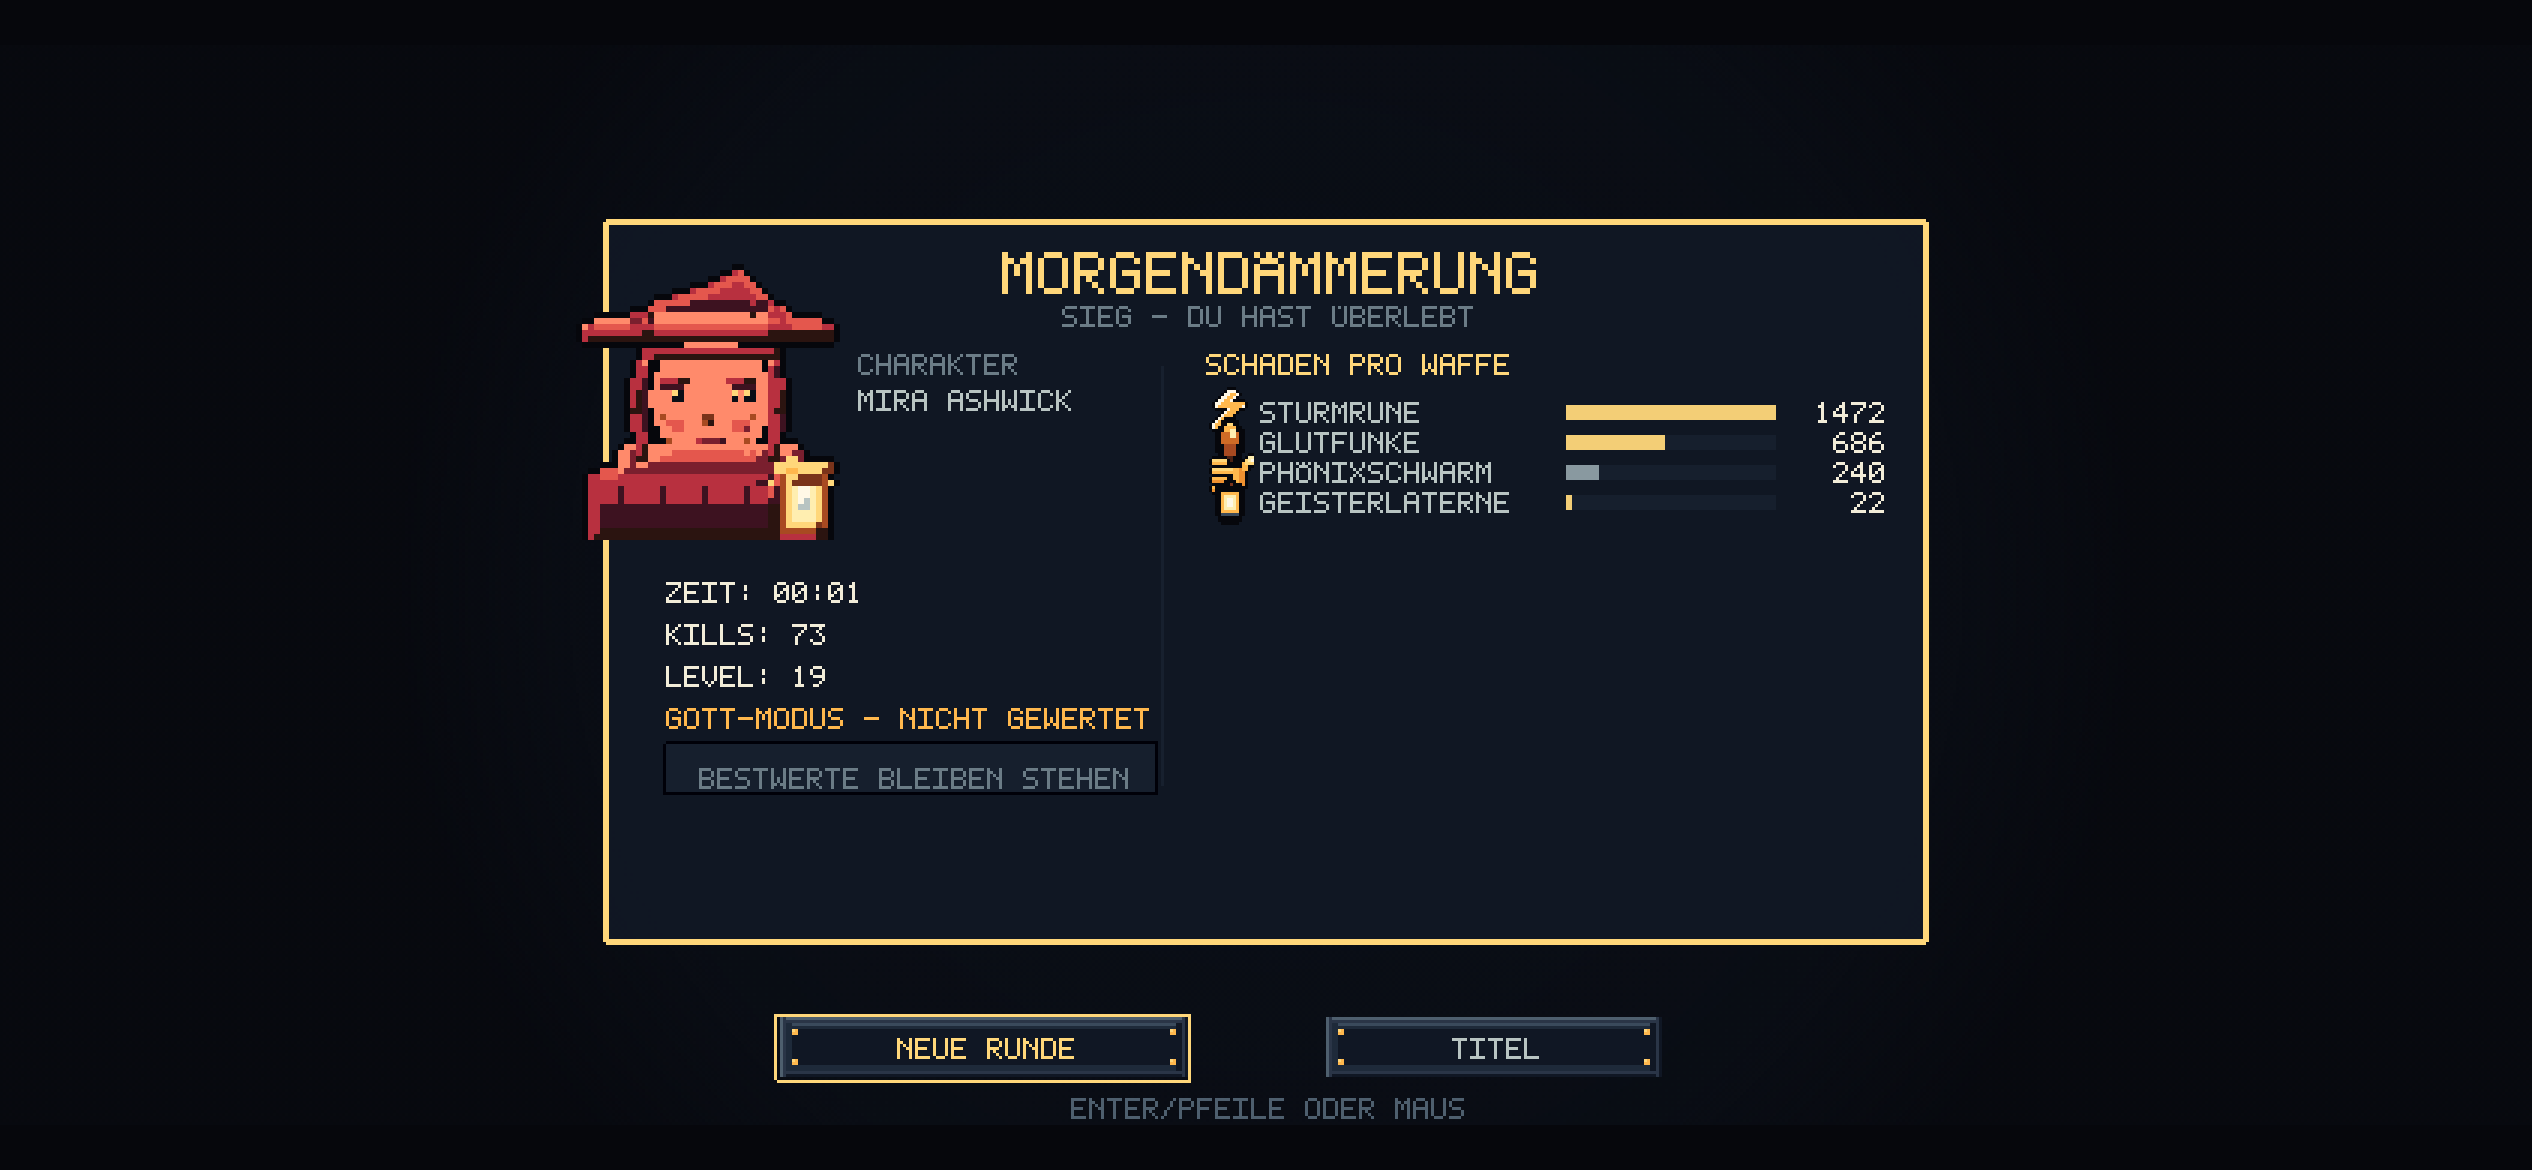 MORGENDÄMMERUNG
SIEG - DU HAST ÜBERLEBT
CHARAKTER
MIRA ASHWICK
SCHADEN PRO WAFFE
STURMRUNE 1472
GLUTFUNKE 686
PHÖNIXSCHWARM 240
GEISTERLATERNE 22
ZEIT: 00:01
KILLS: 73
LEVEL: 19
GOTT-MODUS - NICHT GEWERTET
BESTWERTE BLEIBEN STEHEN
NEUE RUNDE
TITEL
ENTER/PFEILE ODER MAUS